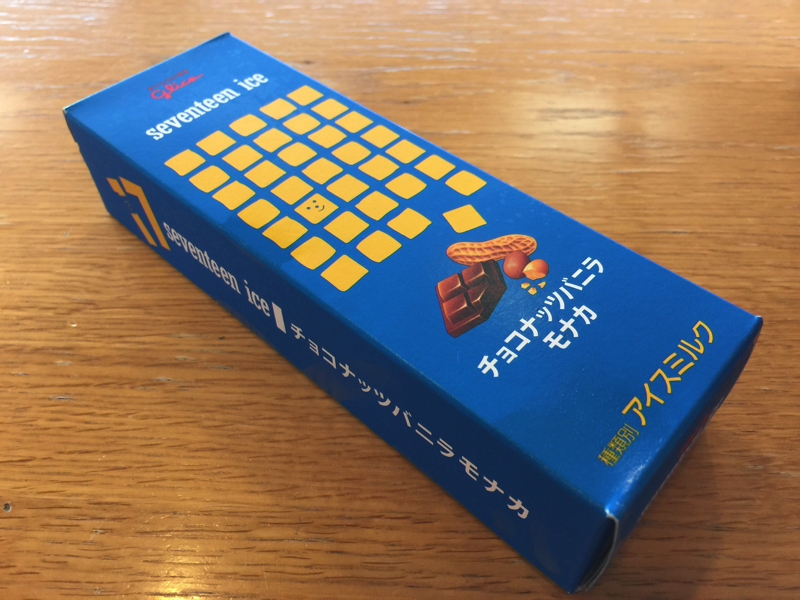 Glico
seventeen ice
チョコナッツバニラ
モナカ
種類別 アイスミルク
17
seventeen ice チョコナッツバニラモナカ